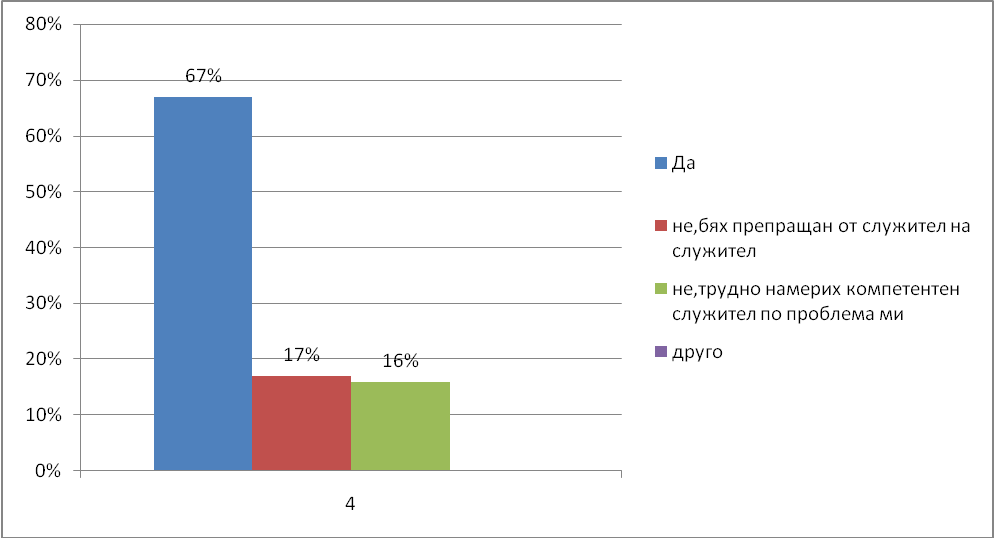 80%
70%
60%
50%
40%
30%
20%
10%
0%
67%
17%
16%
4
Да
не,бях препращан от служител на
служител
не,трудно намерих компетентен
служител по проблема ми
друго